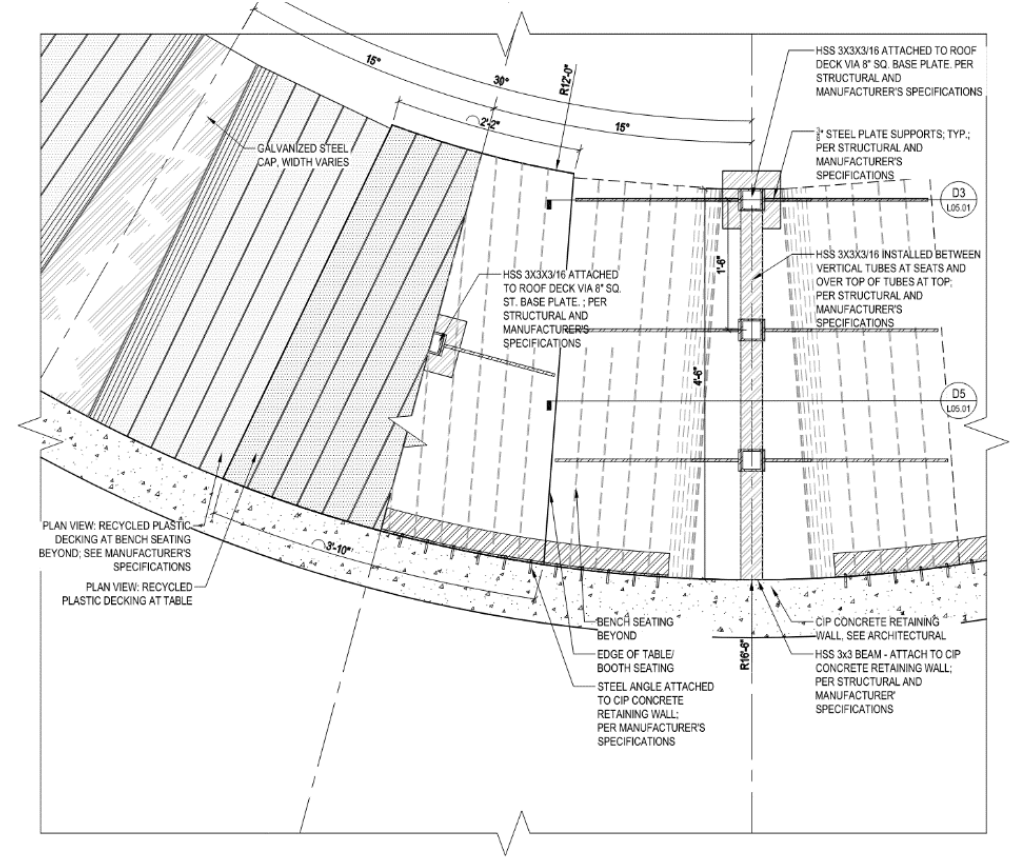 HSS 3X3X3/16 ATTACHED TO ROOF
DECK VIA 8" SQ. BASE PLATE. PER
STRUCTURAL AND
MANUFACTURER'S SPECIFICATIONS
15°
30°
R12'-0"
2'-2"
15°
STEEL PLATE SUPPORTS; TYP.;
PER STRUCTURAL AND
MANUFACTURER'S
SPECIFICATIONS
GALVANIZED STEEL
CAP, WIDTH VARIES
D3
L05.01
1'-6"
HSS 3X3X3/16 INSTALLED BETWEEN
VERTICAL TUBES AT SEATS AND
OVER TOP OF TUBES AT TOP;
PER STRUCTURAL AND
MANUFACTURER'S
SPECIFICATIONS
HSS 3X3X3/16 ATTACHED
TO ROOF DECK VIA 8" SQ.
ST. BASE PLATE. ; PER
STRUCTURAL AND
MANUFACTURER'S
SPECIFICATIONS
4'-6"
D5
L05.01
PLAN VIEW: RECYCLED PLASTIC
DECKING AT BENCH SEATING
BEYOND; SEE MANUFACTURER'S
SPECIFICATIONS
3'-10"
PLAN VIEW: RECYCLED
PLASTIC DECKING AT TABLE
BENCH SEATING
BEYOND
EDGE OF TABLE/
BOOTH SEATING
STEEL ANGLE ATTACHED
TO CIP CONCRETE
RETAINING WALL;
PER MANUFACTURER'S
SPECIFICATIONS
R16'-6"
CIP CONCRETE RETAINING
WALL, SEE ARCHITECTURAL
HSS 3x3 BEAM - ATTACH TO CIP
CONCRETE RETAINING WALL;
PER STRUCTURAL AND
MANUFACTURER'
SPECIFICATIONS